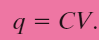 q = CV.